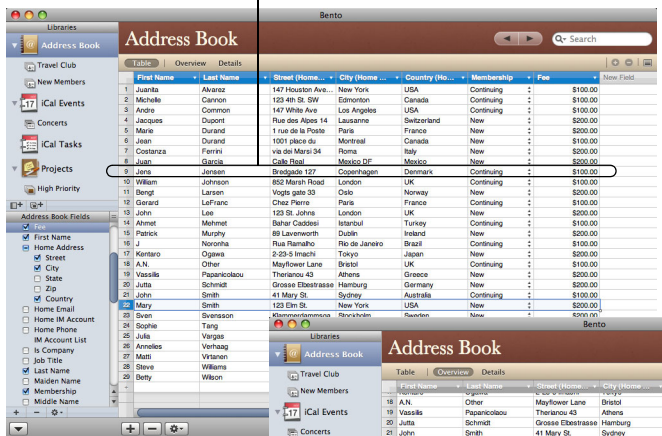 Bento
Libraries
Address Book
Travel Club
New Members
iCal Events
Concerts
iCal Tasks
Projects
High Priority
Address Book Fields
Fee
First Name
Home Address
Street
City
State
Zip
Country
Home Email
Home IM Account
Home Phone
IM Account List
Is Company
Job Title
Last Name
Maiden Name
Membership
Middle Name
Address Book
Search
Table Overview Details
First Name Last Name Street (Home... City (Home ... Country (Ho... Membership Fee New Field
1 Juanita Alvarez 147 Houston Ave... New York USA Continuing $100.00
2 Michelle Cannon 123 4th St. SW Edmonton Canada Continuing $100.00
3 Andre Common 147 White Ave Los Angeles USA Continuing $100.00
4 Jacques Dupont Rue des Alpes 14 Lausanne Switzerland New $200.00
5 Marie Durand 1 rue de la Poste Paris France New $200.00
6 Jean Durand 1001 place du Montreal Canada New $100.00
7 Costanza Ferrini via dei Marsi 34 Roma Italy New $200.00
8 Juan Garcia Calle Real Mexico DF Mexico New $200.00
9 Jens Jensen Bredgade 127 Copenhagen Denmark Continuing $100.00
10 William Johnson 852 Marsh Road London UK Continuing $100.00
11 Bengt Larsen Vogts gate 33 Oslo Norway New $200.00
12 Gerard LeFranc Chez Pierre Paris France Continuing $100.00
13 John Lee 123 St. Johns London UK New $200.00
14 Ahmet Mehmet Bahar Caddesi Istanbul Turkey Continuing $100.00
15 Patrick Murphy 89 Lavenworth Dublin Ireland New $200.00
16 J Noronha Rua Ramalho Rio de Janeiro Brazil Continuing $100.00
17 Kentaro Ogawa 2-23-5 Imachi Tokyo Japan New $200.00
18 A.N. Other Mayflower Lane Bristol UK Continuing $100.00
19 Vassilis Papanicolaou Therianou 43 Athens Greece New $200.00
20 Jutta Schmidt Grosse Elbestrasse Hamburg Germany New $200.00
21 John Smith 41 Mary St. Sydney Australia Continuing $100.00
22 Mary Smith 123 Elm St. New York USA New $200.00
23 Sven Svensson Klammerdammsga Stockholm Sweden New $200.00
24 Sophie Tang
25 Julia Vargas
26 Annelies Verhaag
27 Matti Virtanen
28 Steve Williams
29 Betty Wilson
Bento
Libraries
Address Book
Travel Club
New Members
iCal Events
Concerts
Address Book
Table Overview Details
First Name Last Name Street (Home... City (Home ...
Kentaro Ogawa 2-23-5 Imachi Tokyo
18 A.N. Other Mayflower Lane Bristol
19 Vassilis Papanicolaou Therianou 43 Athens
20 Jutta Schmidt Grosse Elbestrasse Hamburg
21 John Smith 41 Mary St. Sydney